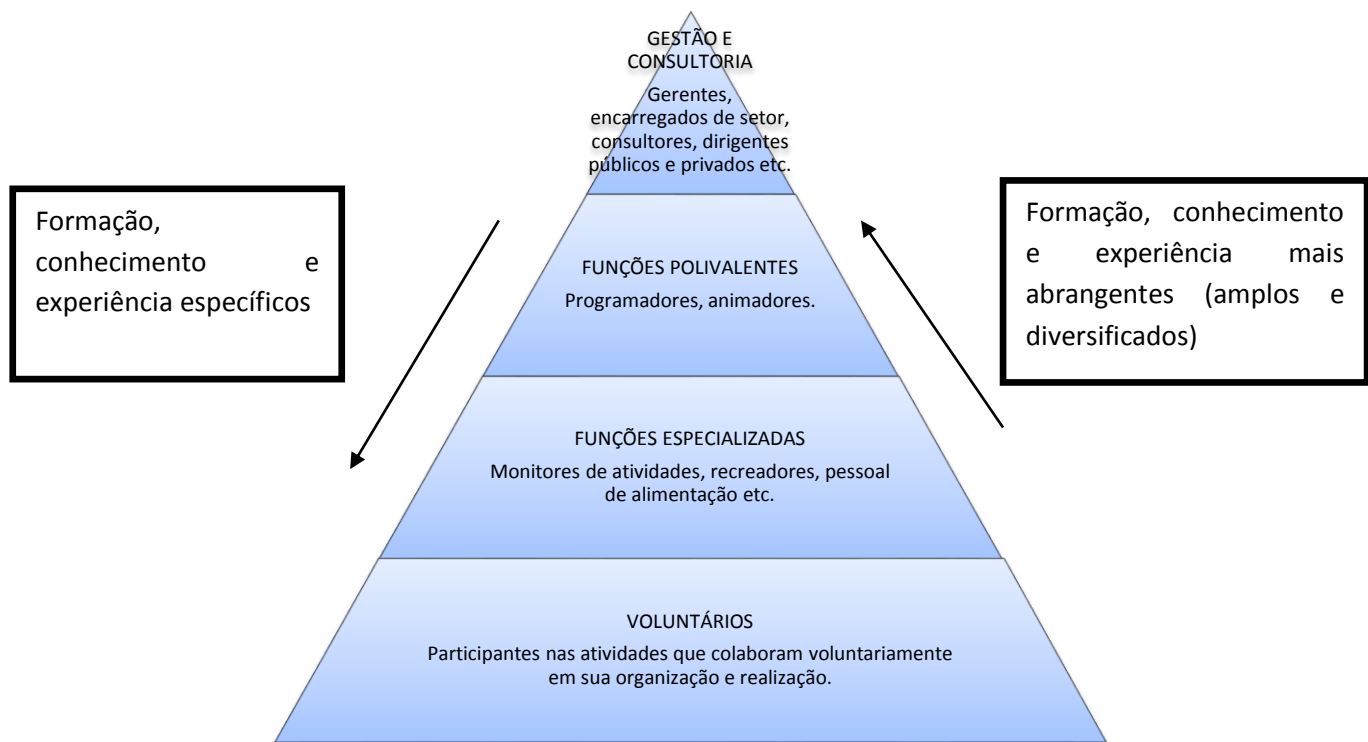 GESTÃO E
CONSULTORIA
Gerentes,
encarregados de setor,
consultores, dirigentes
públicos e privados etc.
Formação,
conhecimento e
experiência específicos
Formação, conhecimento
e experiência mais
abrangentes (amplos e
diversificados)
FUNÇÕES POLIVALENTES
Programadores, animadores.
FUNÇÕES ESPECIALIZADAS
Monitores de atividades, recreadores, pessoal
de alimentação etc.
VOLUNTÁRIOS
Participantes nas atividades que colaboram voluntariamente
em sua organização e realização.